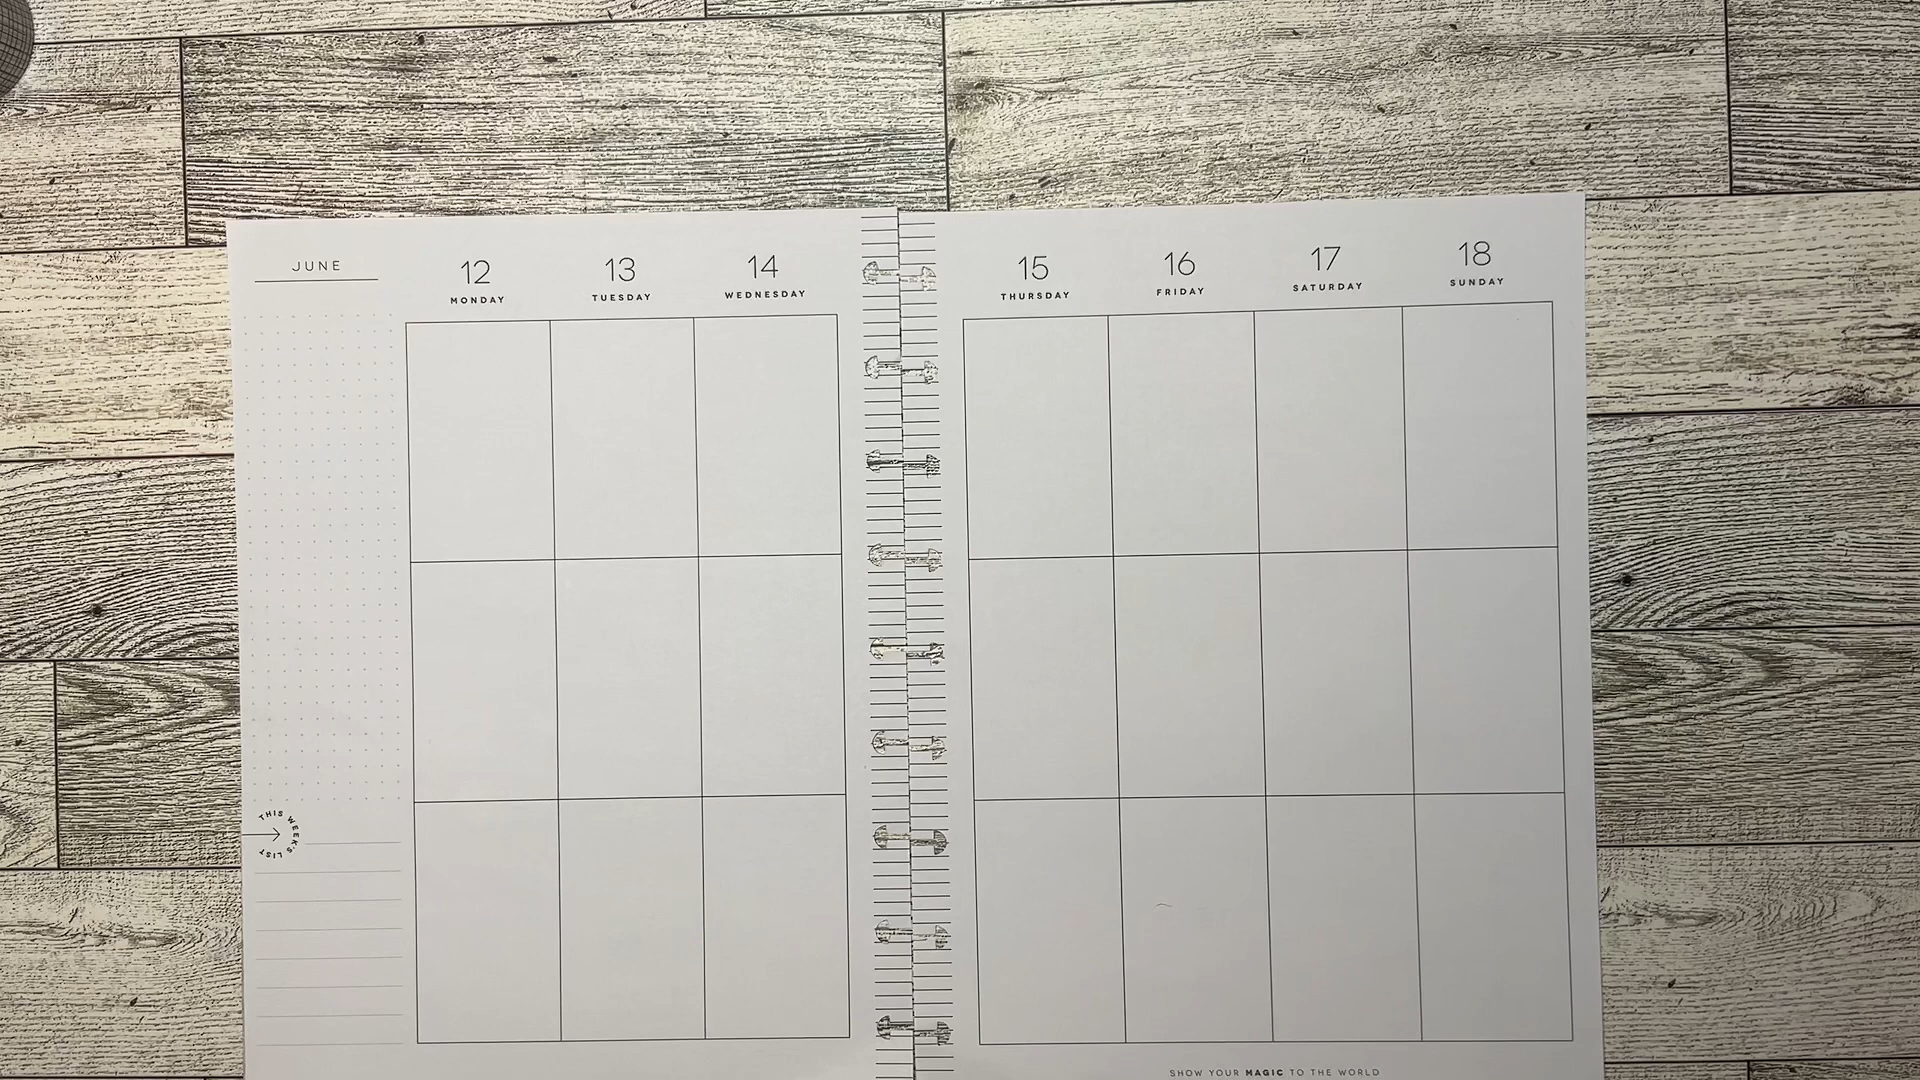 JUNE
12
MONDAY
13
TUESDAY
14
WEDNESDAY
15
THURSDAY
16
FRIDAY
17
SATURDAY
18
SUNDAY
THIS WEEK'S LIST
SHOW YOUR MAGIC TO THE WORLD